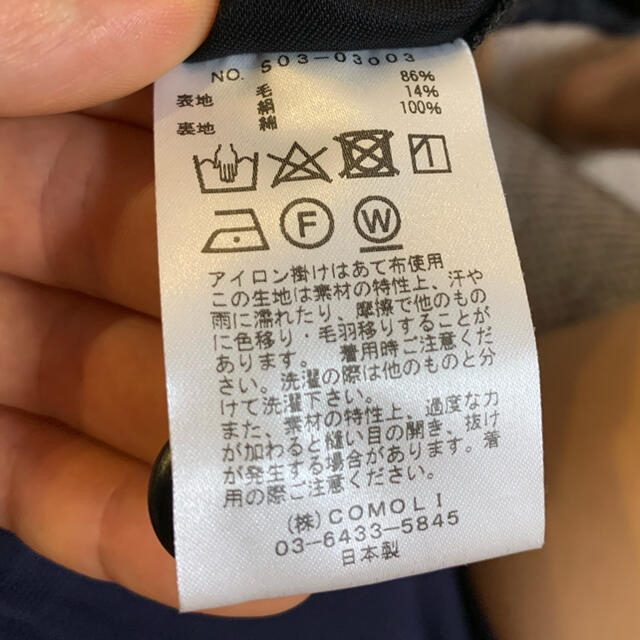 NO. S03-03003
表地 毛 86%
絹 14%
裏地 綿 100%
F W
アイロン掛けはあて布使用
この生地は素材の特性上、汗や
雨に濡れたり、摩擦で他のもの
に色移り・毛羽移りすることが
あります。 着用時ご注意くだ
さい。洗濯の際は他のものと分
けて洗濯下さい。
また、素材の特性上、過度な力
が加わると縫い目の開き、抜け
が発生する場合があります。着
用の際ご注意ください。
(株)COMOLI
03-6433-5845
日本製